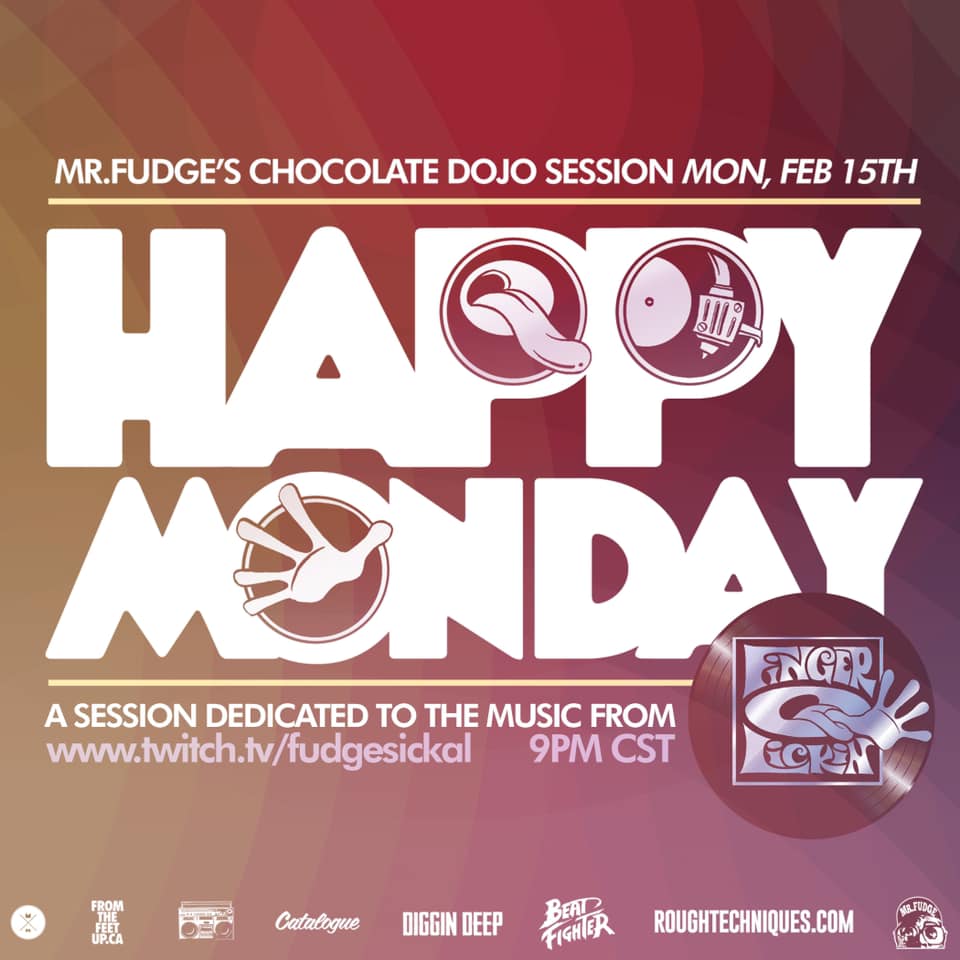 MR.FUDGE'S CHOCOLATE DOJO SESSION MON, FEB 15TH
HAPPY
MONDAY
A SESSION DEDICATED TO THE MUSIC FROM
www.twitch.tv/fudgesickal 9PM CST
FINGER
LICKIN
FROM
THE
FEET
UP.CA
Catalogue
DIGGIN DEEP
BEAT
FIGHTER
ROUGHTECHNIQUES.COM
MR.FUDGE